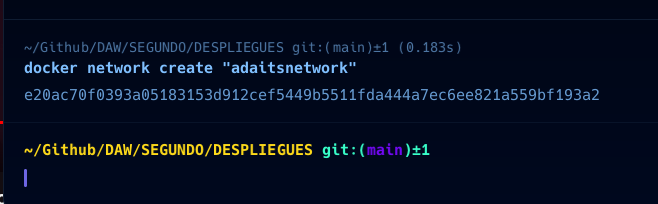 ~/Github/DAW/SEGUNDO/DESPLIEGUES git:(main)±1 (0.183s)
docker network create "adaitsnetwork"
e20ac70f0393a05183153d912cef5449b5511fda444a7ec6ee821a559bf193a2
~/Github/DAW/SEGUNDO/DESPLIEGUES git:(main)±1